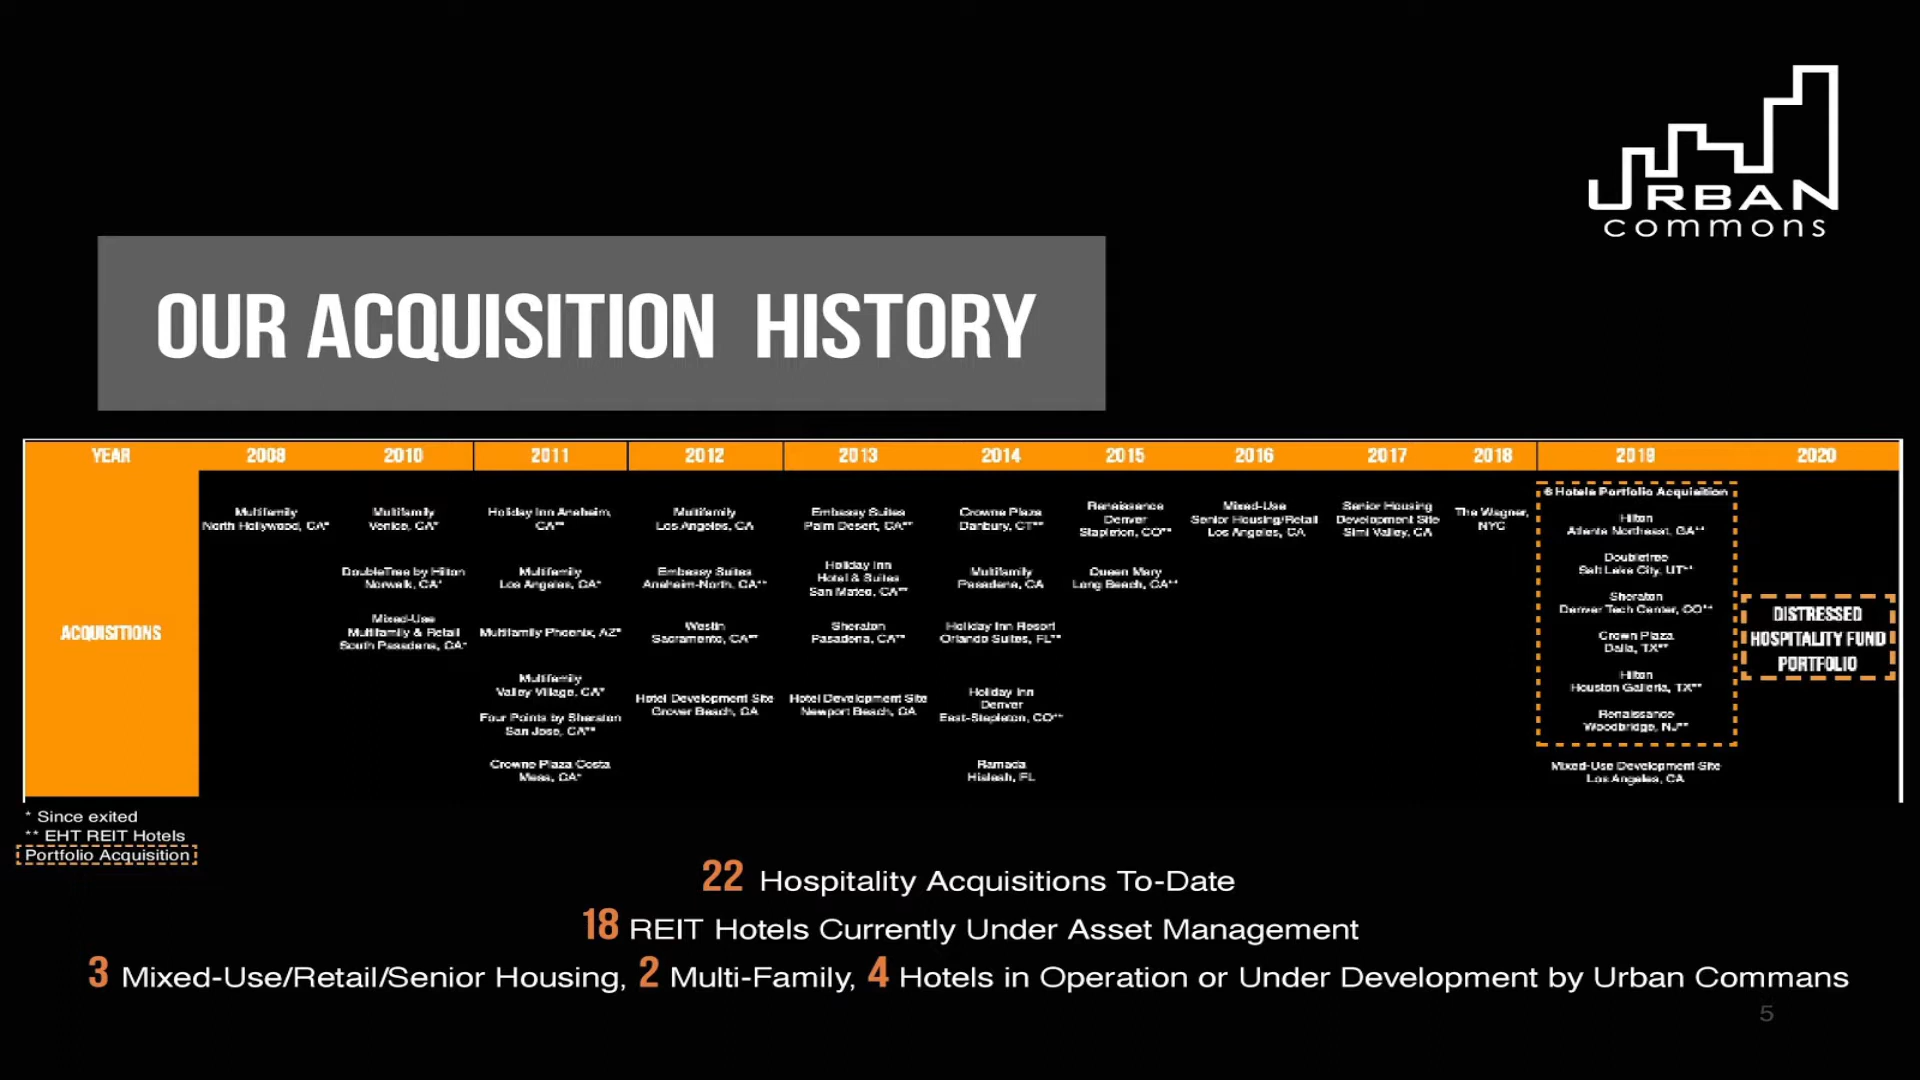 URBAN
commons
OUR ACQUISITION HISTORY
YEAR 2008 2010 2011 2012 2013 2014 2015 2016 2017 2018 2019 2020
ACQUISITIONS
Multifamily
North Hollywood, CA*
Multifamily
Venice, CA*
DoubleTree by Hilton
Norwalk, CA*
Mixed-Use
Multifamily & Retail
South Pasadena, CA*
Holiday Inn Anaheim,
CA**
Multifamily
Los Angeles, CA*
Multifamily Phoenix, AZ*
Multifamily
Valley Village, CA*
Four Points by Sheraton
San Jose, CA**
Crowne Plaza Costa
Mesa, CA*
Multifamily
Los Angeles, CA
Embassy Suites
Anaheim-North, CA**
Westin
Sacramento, CA**
Hotel Development Site
Grover Beach, CA
Embassy Suites
Palm Desert, CA**
Holiday Inn
Hotel & Suites
San Mateo, CA**
Sheraton
Pasadena, CA**
Hotel Development Site
Newport Beach, CA
Crowne Plaza
Danbury, CT**
Multifamily
Pasadena, CA
Holiday Inn Resort
Orlando Suites, FL**
Holiday Inn
Denver
East-Stapleton, CO**
Ramada
Hialeah, FL
Renaissance
Denver
Stapleton, CO**
Queen Mary
Long Beach, CA**
Mixed-Use
Senior Housing/Retail
Los Angeles, CA
Senior Housing
Development Site
Simi Valley, CA
The Wagner,
NYC
6 Hotels Portfolio Acquisition
Hilton
Atlanta Northeast, GA**
Doubletree
Salt Lake City, UT**
Sheraton
Denver Tech Center, CO**
Crown Plaza
Dalla, TX**
Hilton
Houston Galleria, TX**
Renaissance
Woodbridge, NJ**
Mixed-Use Development Site
Los Angeles, CA
DISTRESSED
HOSPITALITY FUND
PORTFOLIO
* Since exited
** EHT REIT Hotels
Portfolio Acquisition
22 Hospitality Acquisitions To-Date
18 REIT Hotels Currently Under Asset Management
3 Mixed-Use/Retail/Senior Housing, 2 Multi-Family, 4 Hotels in Operation or Under Development by Urban Commans
5